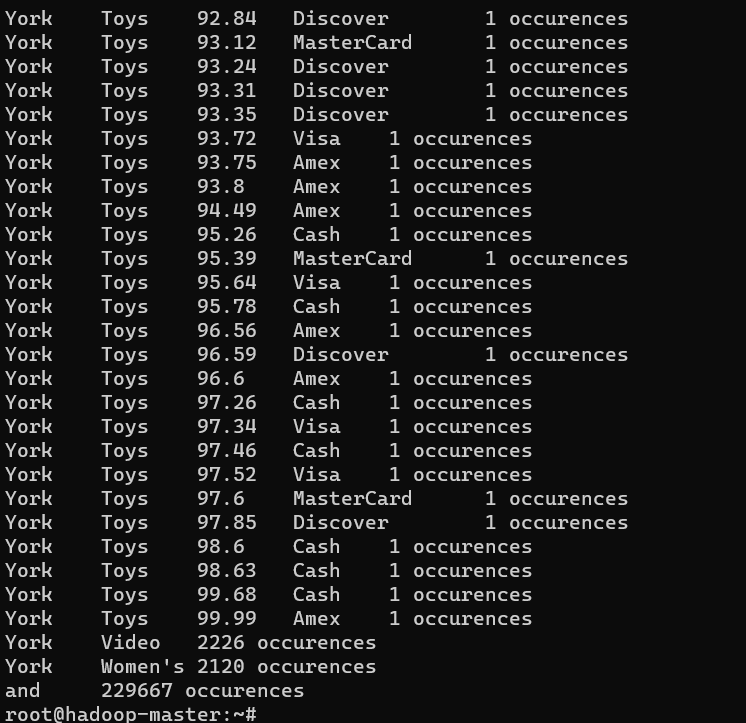 York    Toys    92.84   Discover        1 occurences
York    Toys    93.12   MasterCard      1 occurences
York    Toys    93.24   Discover        1 occurences
York    Toys    93.31   Discover        1 occurences
York    Toys    93.35   Discover        1 occurences
York    Toys    93.72   Visa    1 occurences
York    Toys    93.75   Amex    1 occurences
York    Toys    93.8    Amex    1 occurences
York    Toys    94.49   Amex    1 occurences
York    Toys    95.26   Cash    1 occurences
York    Toys    95.39   MasterCard      1 occurences
York    Toys    95.64   Visa    1 occurences
York    Toys    95.78   Cash    1 occurences
York    Toys    96.56   Amex    1 occurences
York    Toys    96.59   Discover        1 occurences
York    Toys    96.6    Amex    1 occurences
York    Toys    97.26   Cash    1 occurences
York    Toys    97.34   Visa    1 occurences
York    Toys    97.46   Cash    1 occurences
York    Toys    97.52   Visa    1 occurences
York    Toys    97.6    MasterCard      1 occurences
York    Toys    97.85   Discover        1 occurences
York    Toys    98.6    Cash    1 occurences
York    Toys    98.63   Cash    1 occurences
York    Toys    99.68   Cash    1 occurences
York    Toys    99.99   Amex    1 occurences
York    Video   2226 occurences
York    Women's 2120 occurences
and     229667 occurences
root@hadoop-master:~#